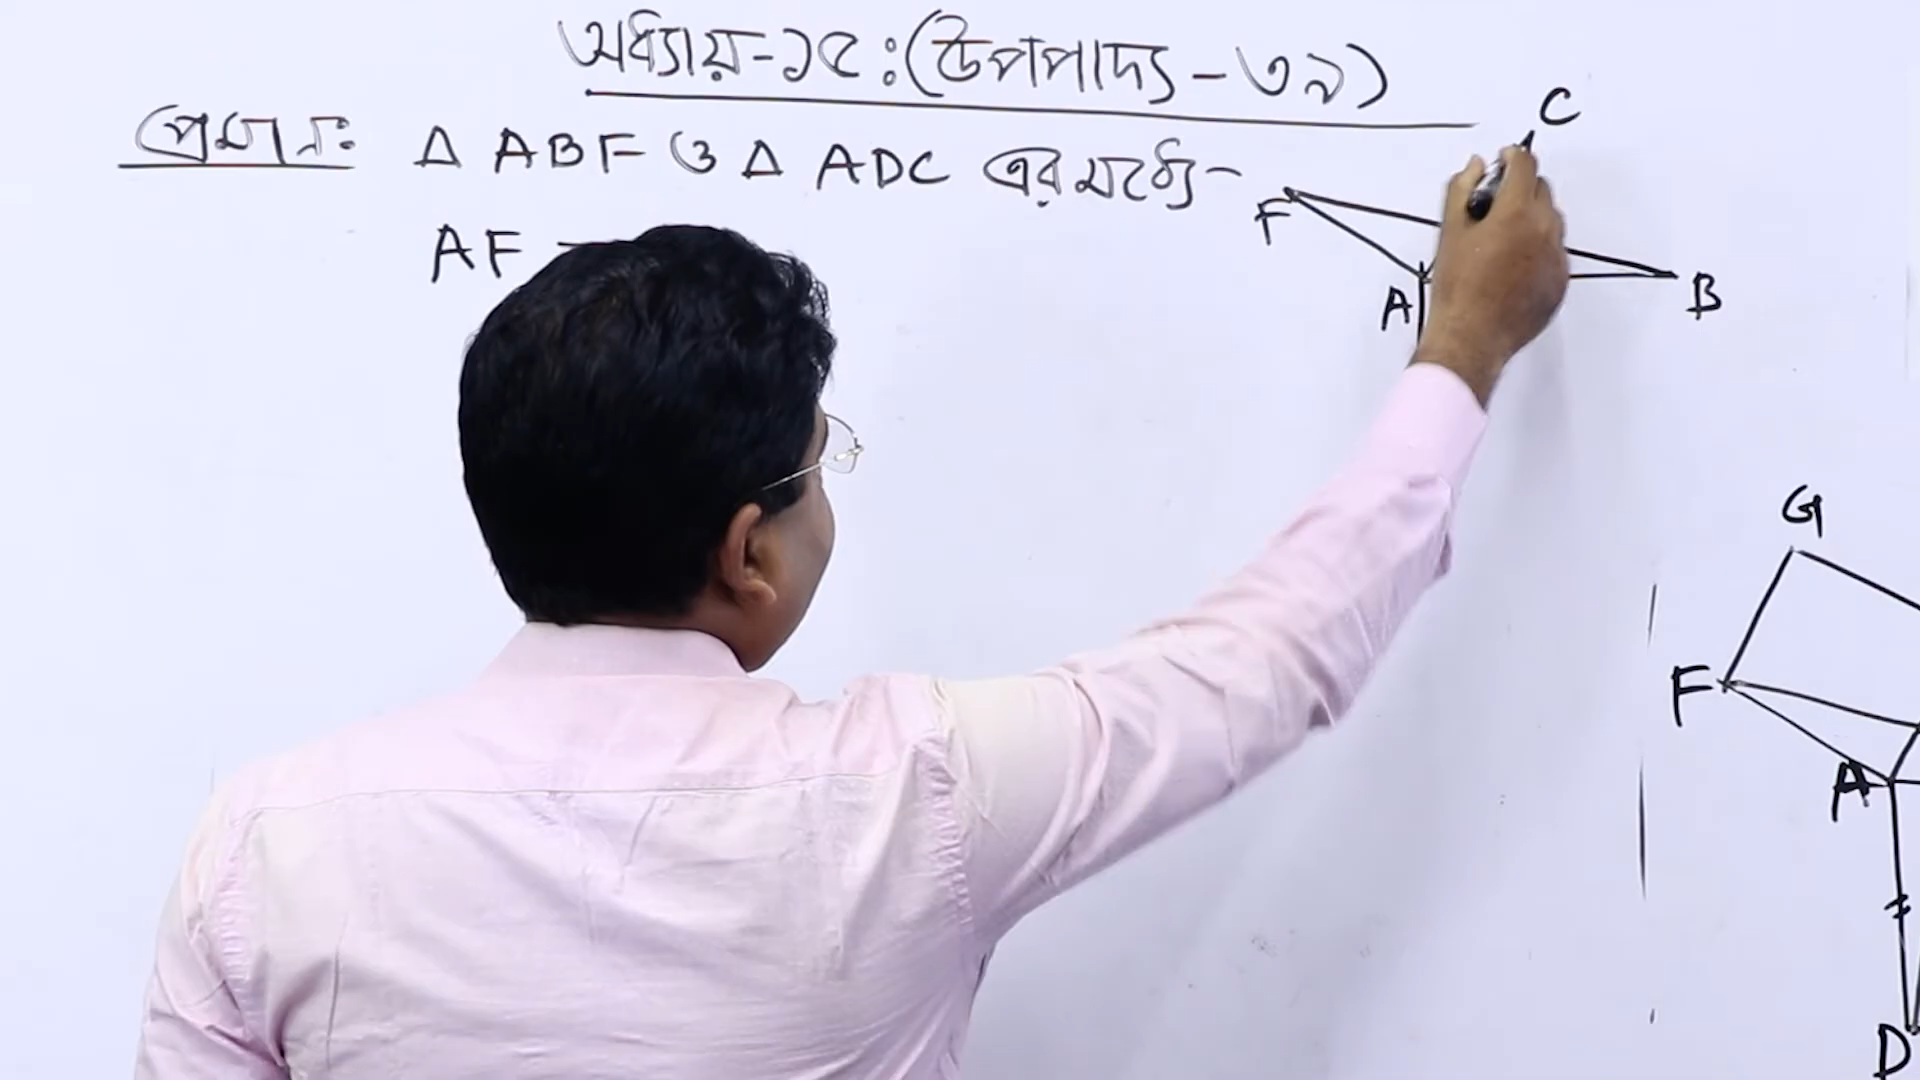 অধ্যায়-১৫:(উপপাদ্য-৩৯)
প্রমাণ: Δ ABF ও Δ ADC এর মধ্যে-
AF
C
F
A
B
G
F
A
D